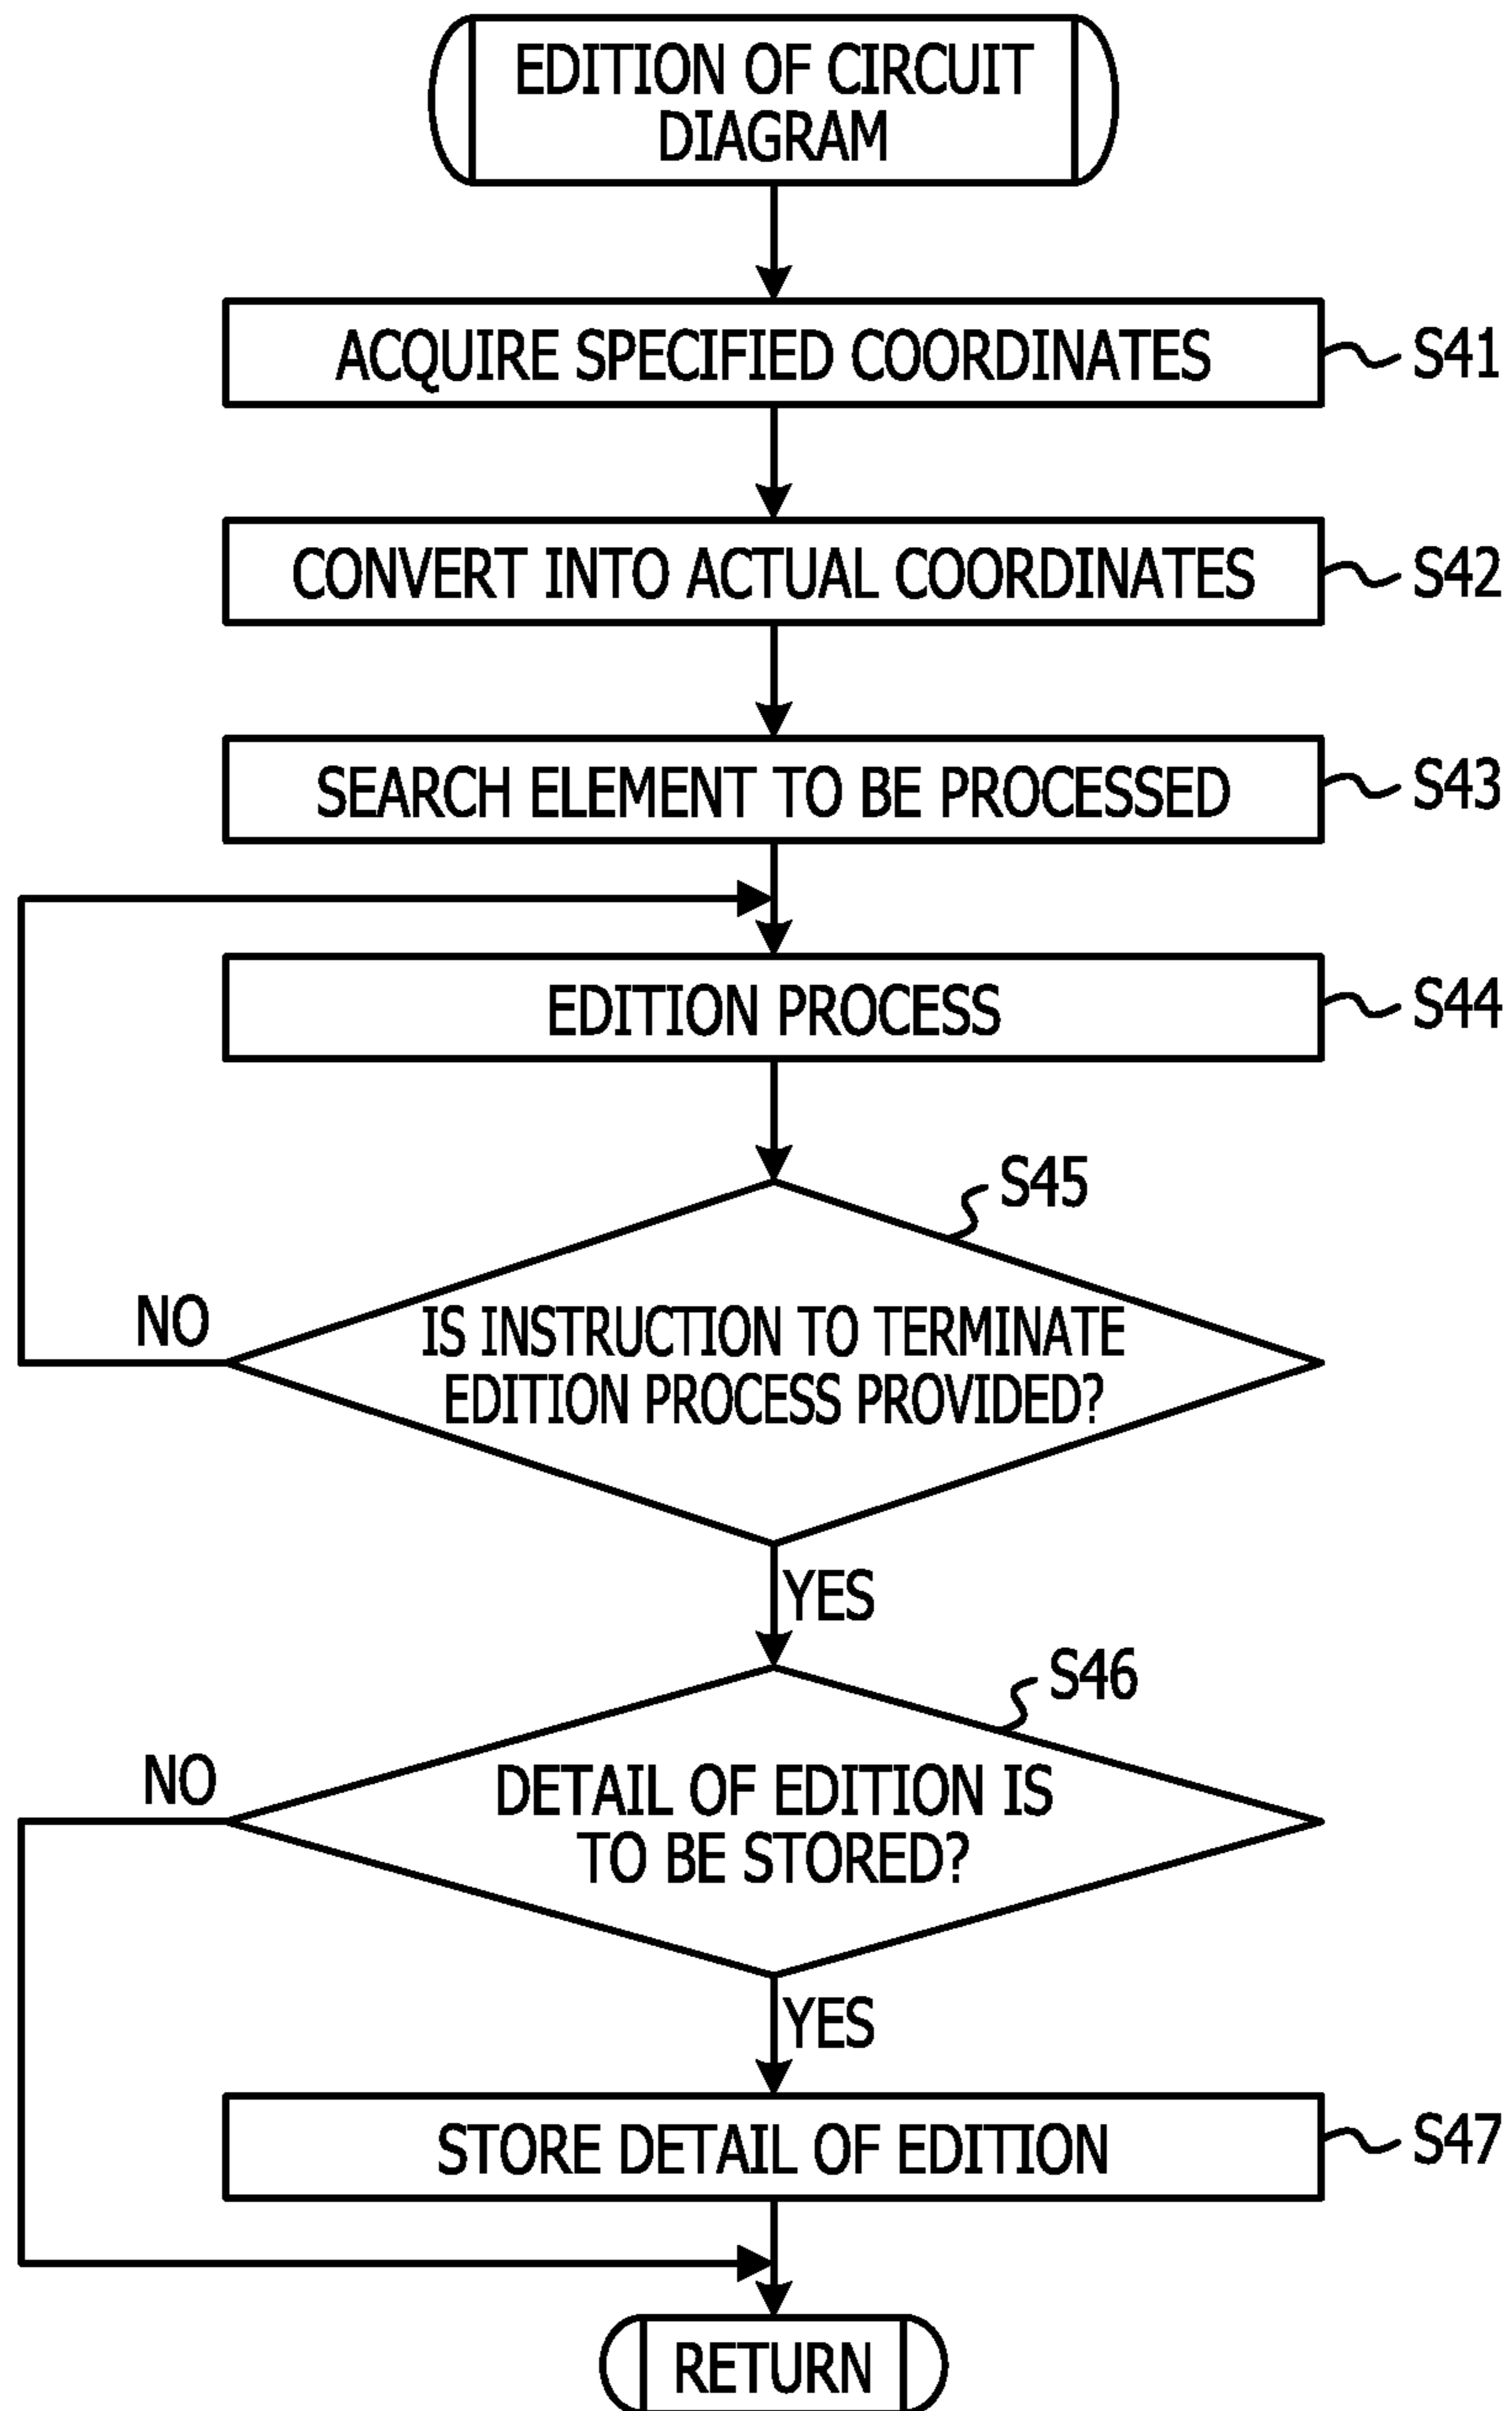 EDITION OF CIRCUIT
DIAGRAM
ACQUIRE SPECIFIED COORDINATES
S41
CONVERT INTO ACTUAL COORDINATES
S42
SEARCH ELEMENT TO BE PROCESSED
S43
EDITION PROCESS
S44
S45
NO
IS INSTRUCTION TO TERMINATE
EDITION PROCESS PROVIDED?
YES
S46
NO
DETAIL OF EDITION IS
TO BE STORED?
YES
STORE DETAIL OF EDITION
S47
RETURN